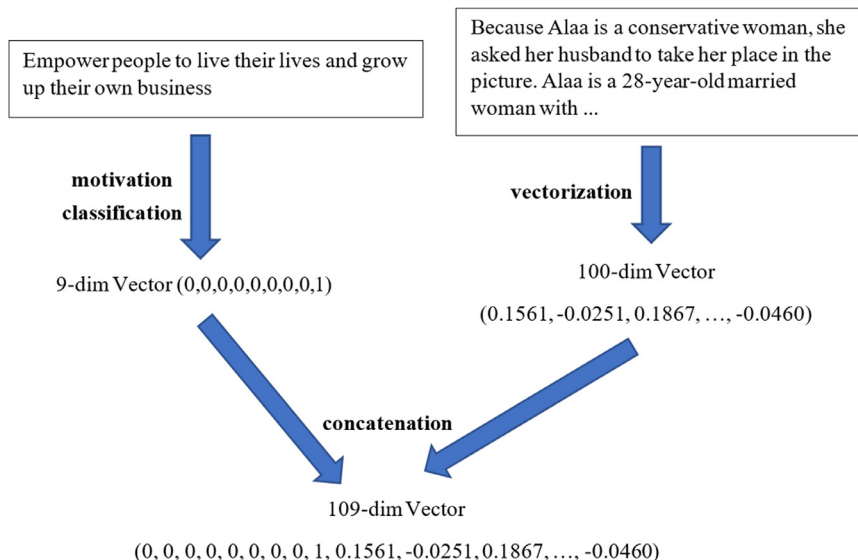 Empower people to live their lives and grow
up their own business
Because Alaa is a conservative woman, she
asked her husband to take her place in the
picture. Alaa is a 28-year-old married
woman with ...
motivation
classification
vectorization
9-dim Vector (0,0,0,0,0,0,0,0,1)
100-dim Vector
(0.1561, -0.0251, 0.1867, ..., -0.0460)
concatenation
109-dim Vector
(0, 0, 0, 0, 0, 0, 0, 0, 1, 0.1561, -0.0251, 0.1867, ..., -0.0460)